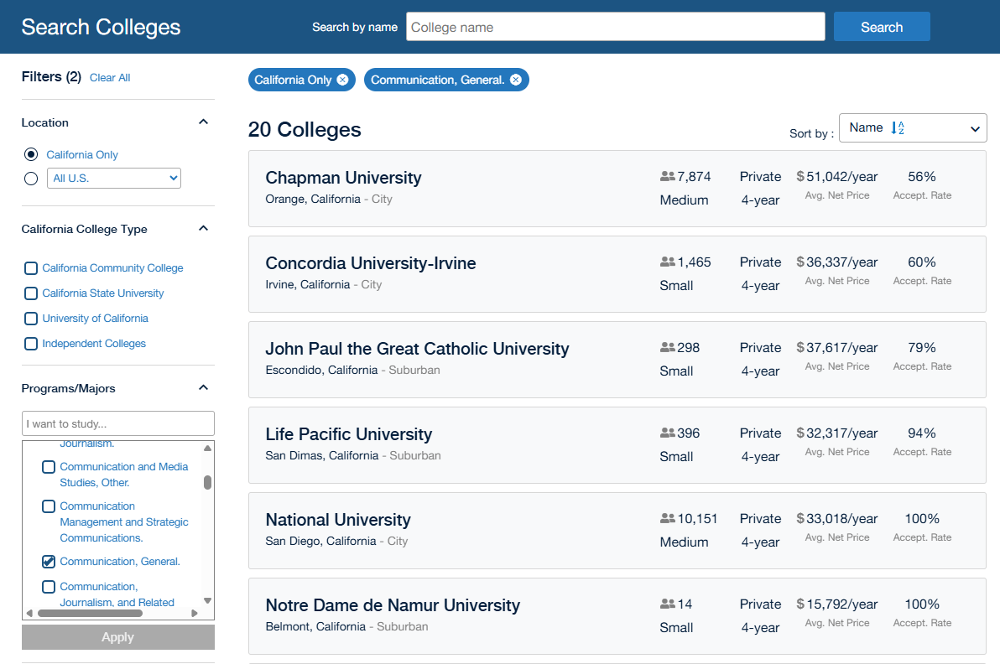 Search Colleges
Search by name
College name
Search
Filters (2)
Clear All
Location
California Only
All U.S.
California College Type
California Community College
California State University
University of California
Independent Colleges
Programs/Majors
I want to study...
Journalism.
Communication and Media
Studies, Other.
Communication
Management and Strategic
Communications.
Communication, General.
Communication,
Journalism, and Related
Apply
California Only
Communication, General.
20 Colleges
Sort by :
Name
Chapman University
Orange, California - City
7,874
Medium
Private
4-year
$51,042/year
Avg. Net Price
56%
Accept. Rate
Concordia University-Irvine
Irvine, California - City
1,465
Small
Private
4-year
$36,337/year
Avg. Net Price
60%
Accept. Rate
John Paul the Great Catholic University
Escondido, California - Suburban
298
Small
Private
4-year
$37,617/year
Avg. Net Price
79%
Accept. Rate
Life Pacific University
San Dimas, California - Suburban
396
Small
Private
4-year
$32,317/year
Avg. Net Price
94%
Accept. Rate
National University
San Diego, California - City
10,151
Medium
Private
4-year
$33,018/year
Avg. Net Price
100%
Accept. Rate
Notre Dame de Namur University
Belmont, California - Suburban
14
Small
Private
4-year
$15,792/year
Avg. Net Price
100%
Accept. Rate